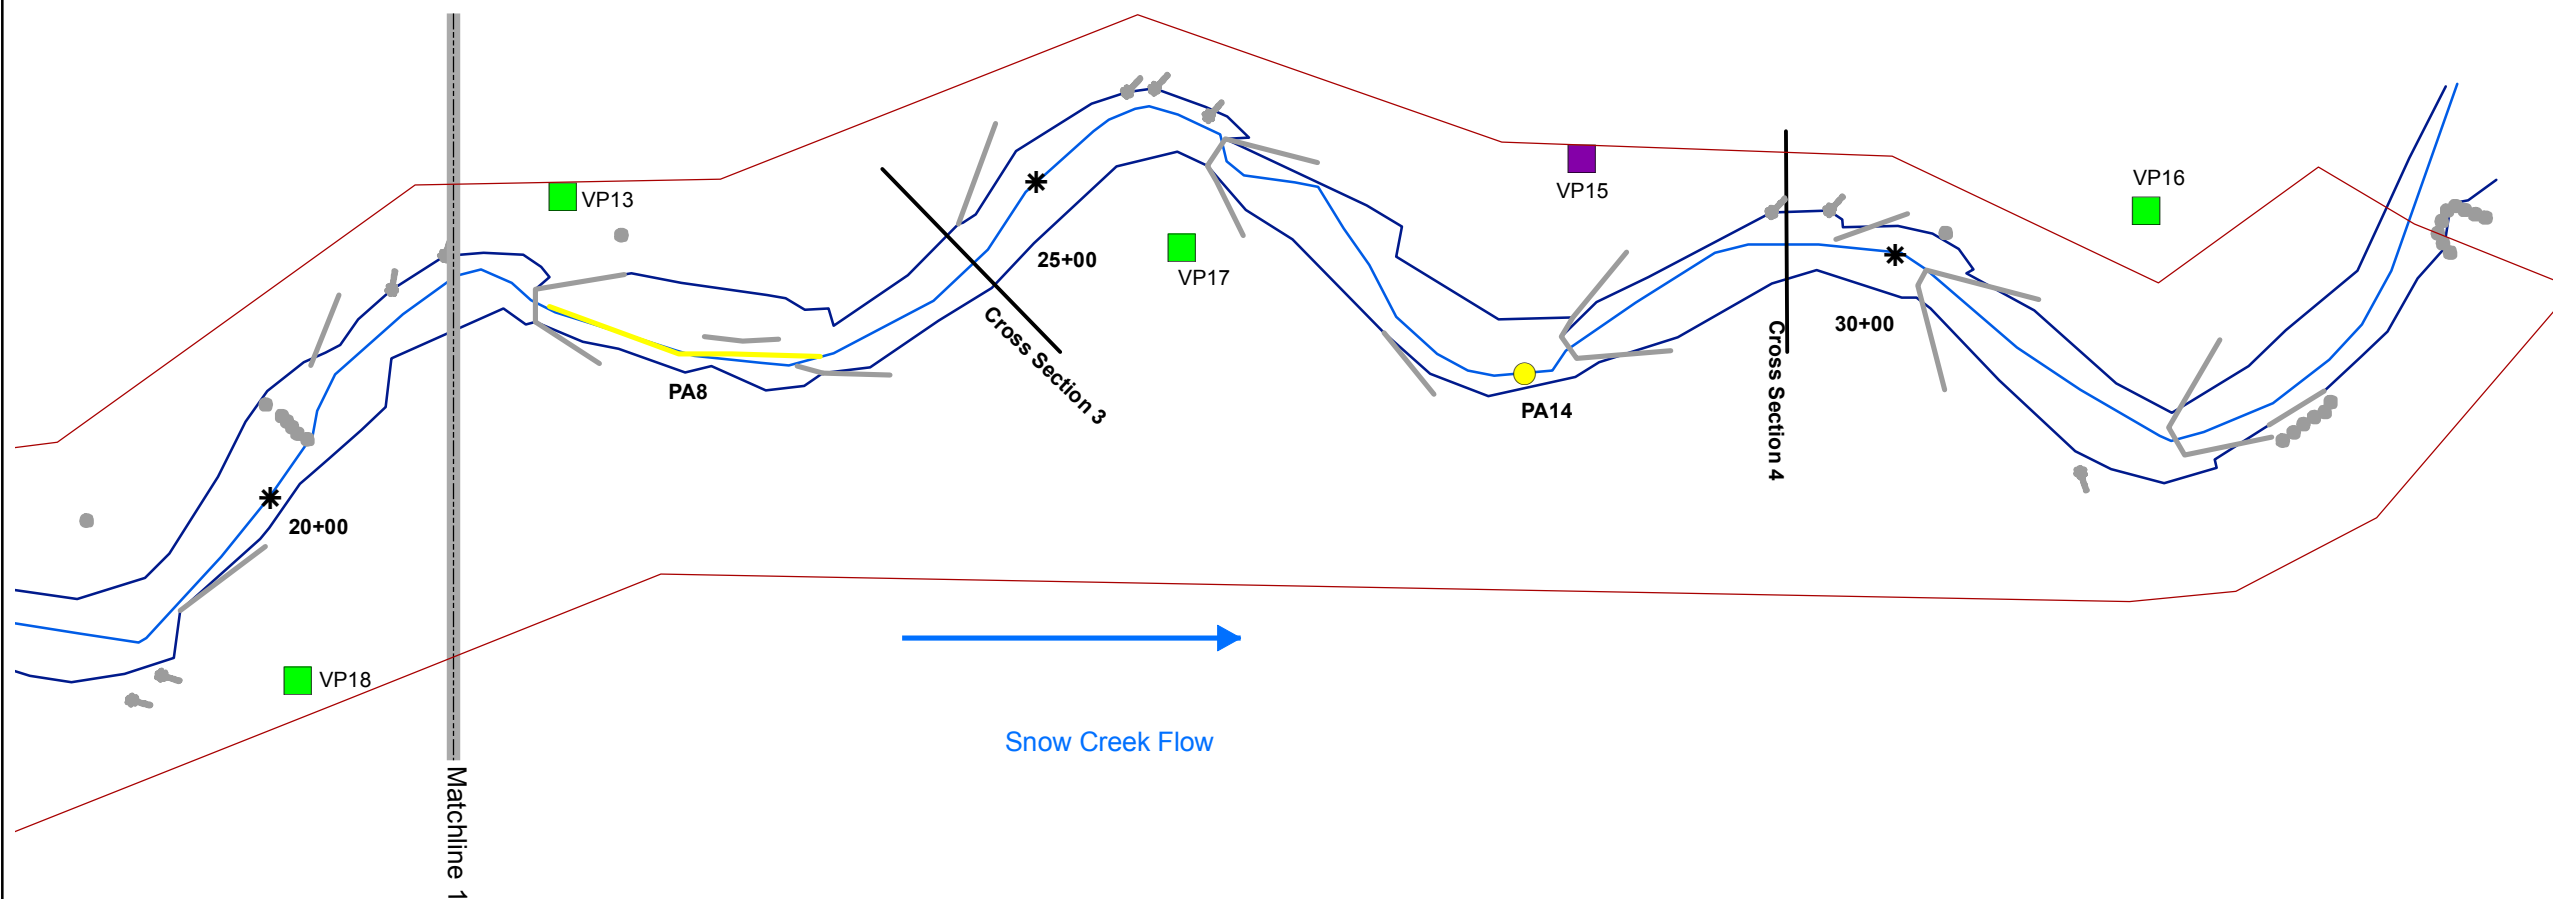 VP16
VP15
VP13
25+00
VP17
30+00
Cross Section 3
Cross Section 4
PA8
PA14
20+00
VP18
Snow Creek Flow
Matchline 1